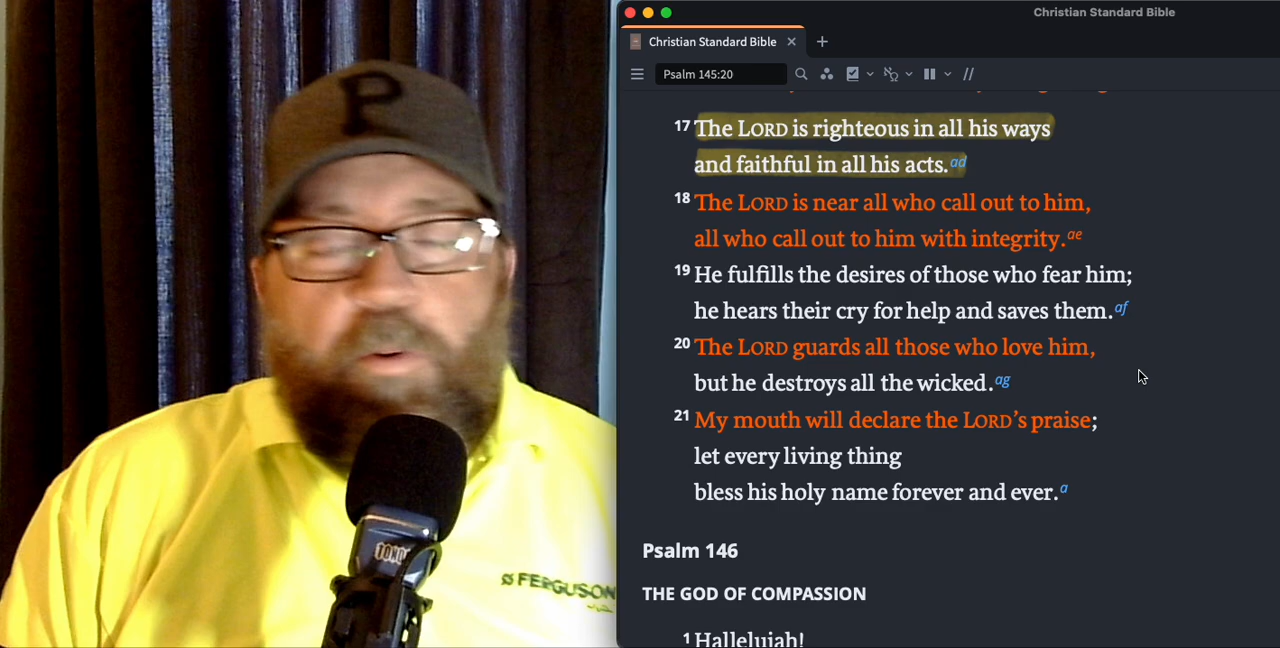 P
TONOR
FERGUSON
Christian Standard Bible
Christian Standard Bible
Psalm 145:20
17 The LORD is righteous in all his ways
and faithful in all his acts.ad
18 The LORD is near all who call out to him,
all who call out to him with integrity.ae
19 He fulfills the desires of those who fear him;
he hears their cry for help and saves them.af
20 The LORD guards all those who love him,
but he destroys all the wicked.ag
21 My mouth will declare the LORD’s praise;
let every living thing
bless his holy name forever and ever.a
Psalm 146
THE GOD OF COMPASSION
1 Hallelujah!